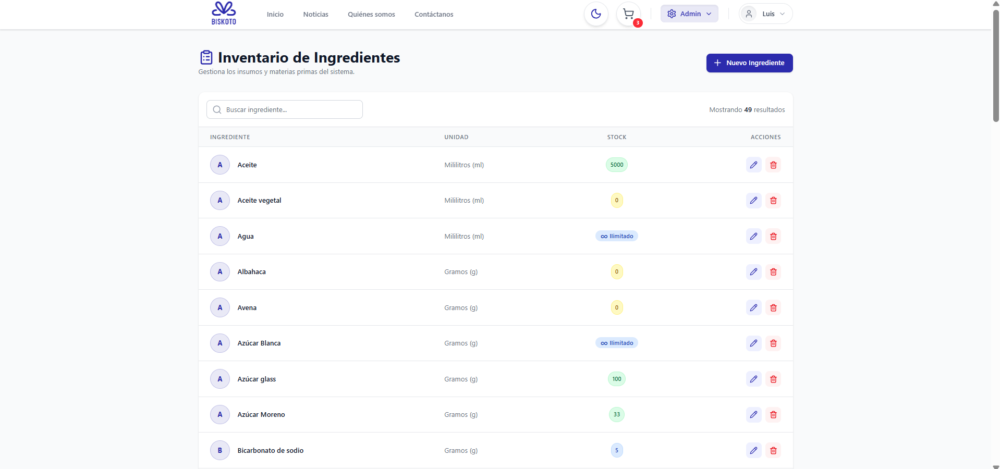 BISKOTO
Inicio Noticias Quiénes somos Contáctanos 3 Admin Luis
Inventario de Ingredientes
Gestiona los insumos y materias primas del sistema.
Nuevo Ingrediente
Buscar ingrediente...
Mostrando 49 resultados
INGREDIENTE UNIDAD STOCK ACCIONES
A Aceite Mililitros (ml) 5000
A Aceite vegetal Mililitros (ml) 0
A Agua Mililitros (ml) ∞ Ilimitado
A Albahaca Gramos (g) 0
A Avena Gramos (g) 0
A Azúcar Blanca Gramos (g) ∞ Ilimitado
A Azúcar glass Gramos (g) 100
A Azúcar Moreno Gramos (g) 33
B Bicarbonato de sodio Gramos (g) 5